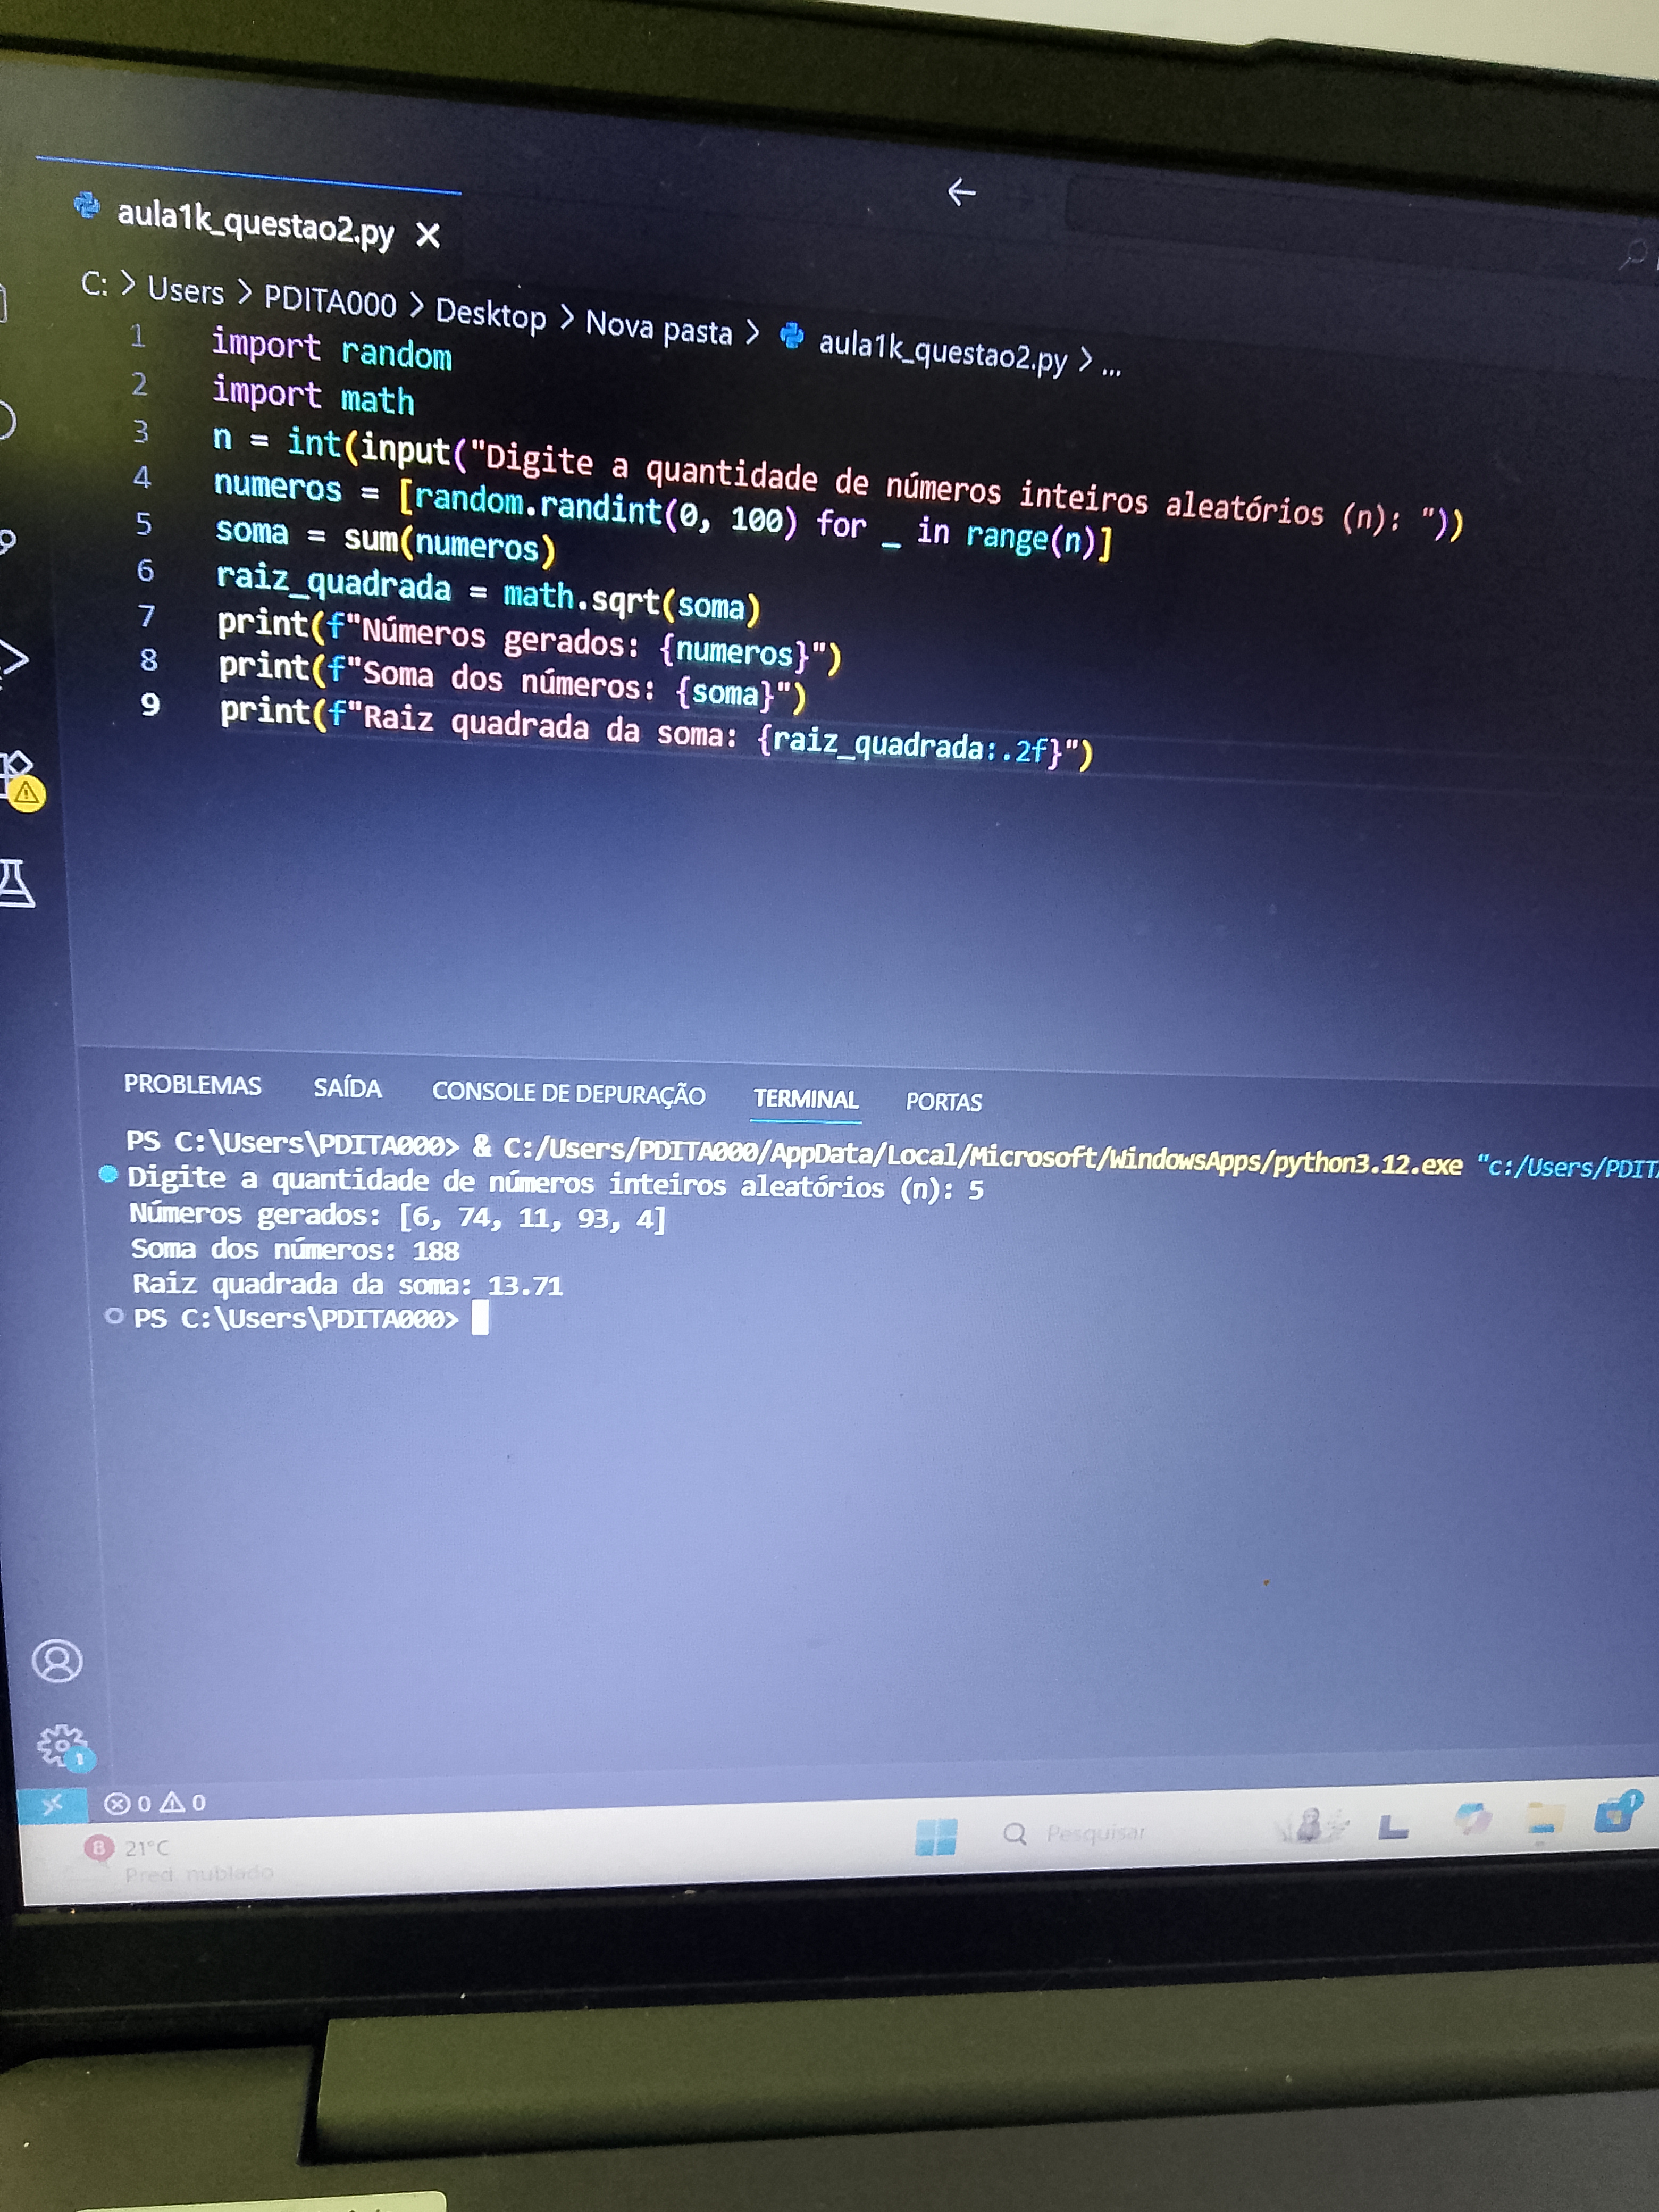 aula1k_questao2.py
C: > Users > PDITA000 > Desktop > Nova pasta > aula1k_questao2.py > ...
1 import random
2 import math
3 n = int(input("Digite a quantidade de números inteiros aleatórios (n): "))
4 numeros = [random.randint(0, 100) for _ in range(n)]
5 soma = sum(numeros)
6 raiz_quadrada = math.sqrt(soma)
7 print(f"Números gerados: {numeros}")
8 print(f"Soma dos números: {soma}")
9 print(f"Raiz quadrada da soma: {raiz_quadrada:.2f}")
PROBLEMAS SAÍDA CONSOLE DE DEPURAÇÃO TERMINAL PORTAS
PS C:\Users\PDITA000> & C:/Users/PDITA000/AppData/Local/Microsoft/WindowsApps/python3.12.exe "c:/Users/PDIT
Digite a quantidade de números inteiros aleatórios (n): 5
Números gerados: [6, 74, 11, 93, 4]
Soma dos números: 188
Raiz quadrada da soma: 13.71
PS C:\Users\PDITA000>
1
0 0
8 21°C Pesquisar 1
Pred. nublado